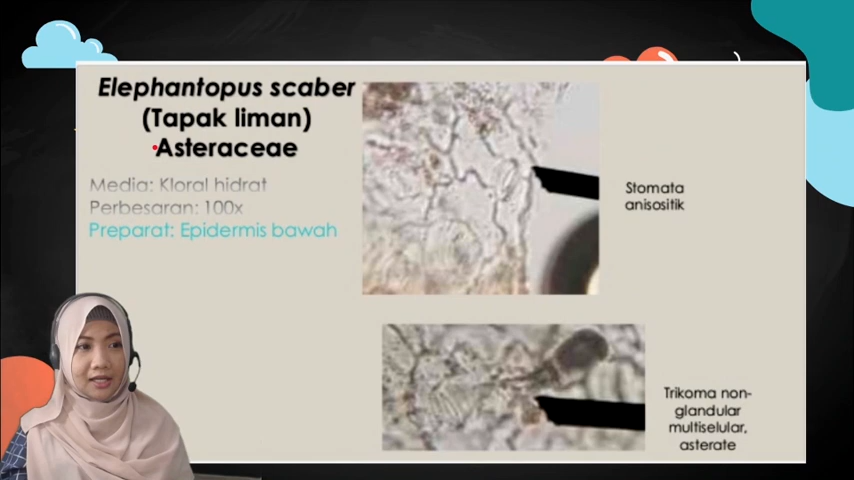 Elephantopus scaber
(Tapak liman)
Asteraceae
Media: Kloral hidrat
Perbesaran: 100x
Preparat: Epidermis bawah
Stomata
anisositik
Trikoma non-
glandular
multiselular,
asterate